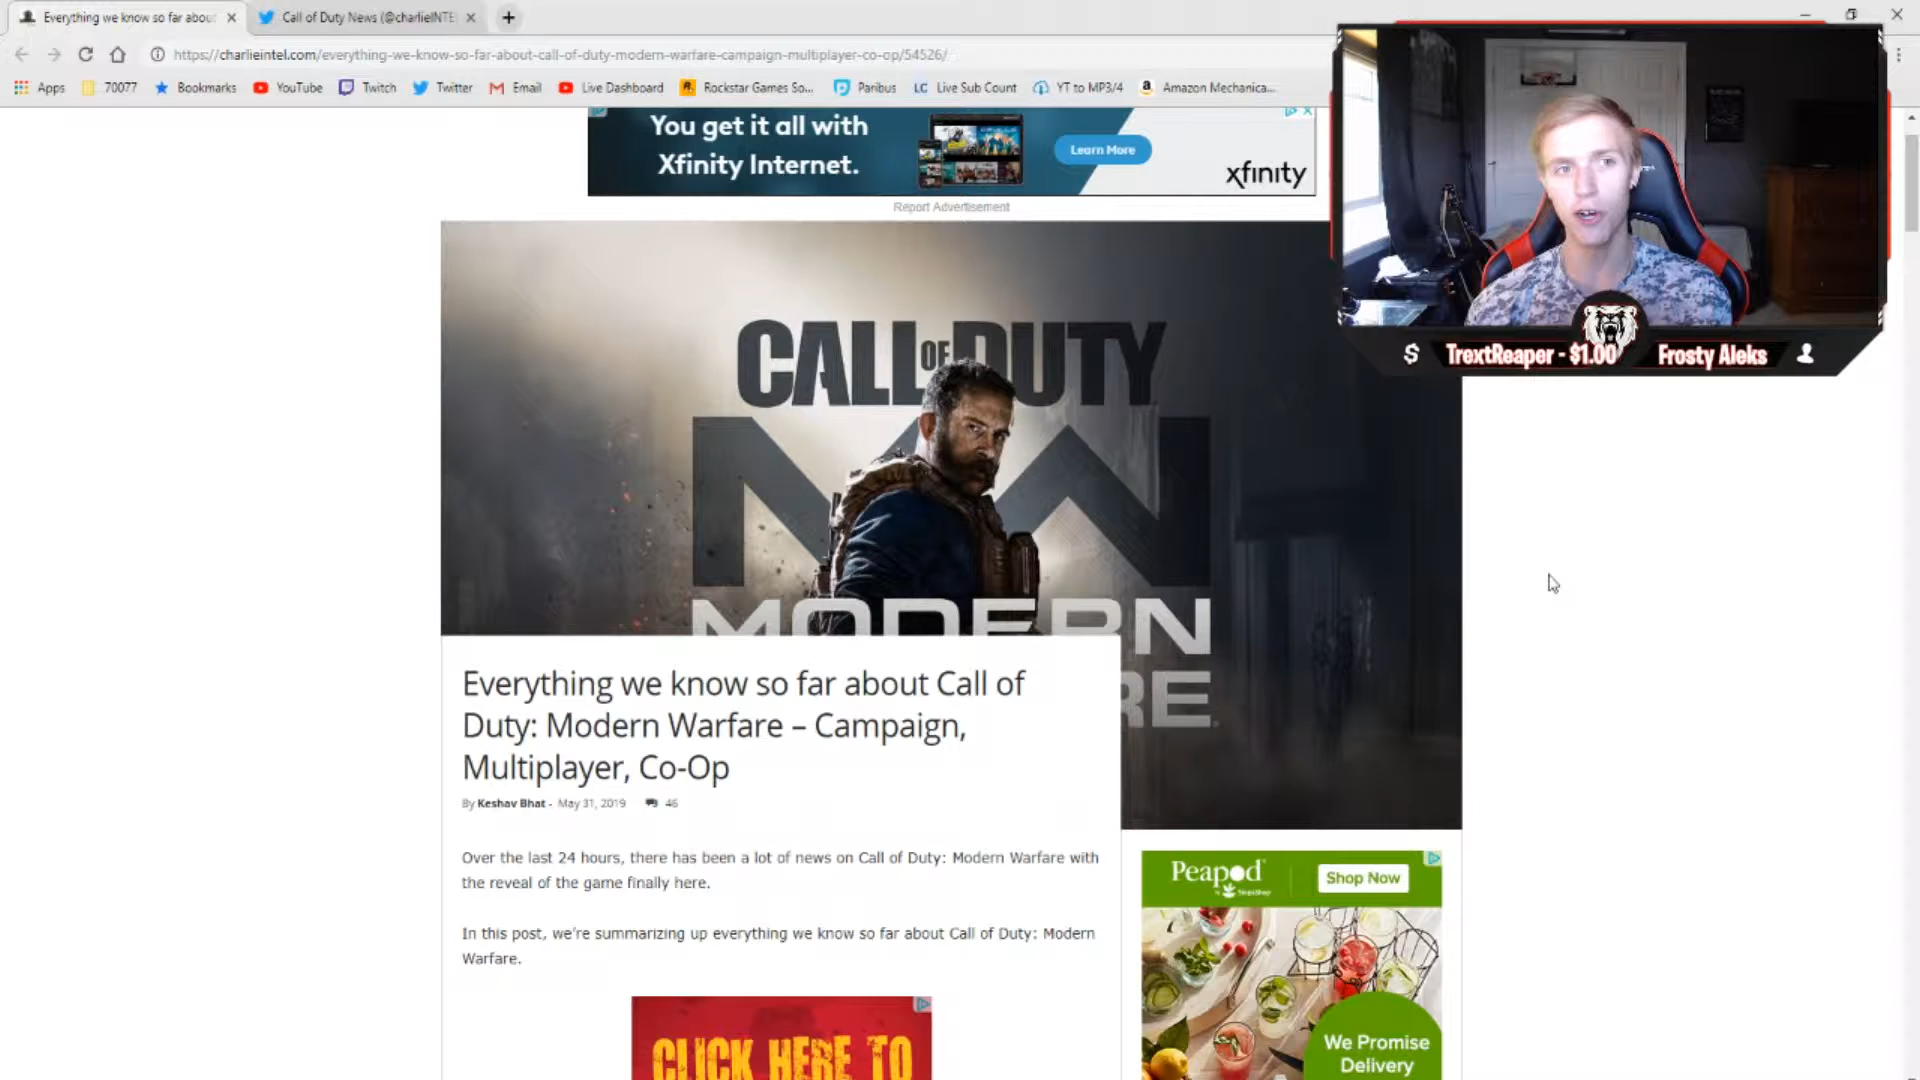 Everything we know so far abou
Call of Duty News (@charlieINTE
https://charlieintel.com/everything-we-know-so-far-about-call-of-duty-modern-warfare-campaign-multiplayer-co-op/54526/
Apps 70077 Bookmarks YouTube Twitch Twitter Email Live Dashboard Rockstar Games So... Paribus LC Live Sub Count YT to MP3/4 Amazon Mechanica...
You get it all with
Xfinity Internet.
Learn More
xfinity
Report Advertisement
TrextReaper - $1.00 Frosty Aleks
CALL OF DUTY
MW
MODERN
RE
Everything we know so far about Call of
Duty: Modern Warfare – Campaign,
Multiplayer, Co-Op
By Keshav Bhat - May 31, 2019 46
Over the last 24 hours, there has been a lot of news on Call of Duty: Modern Warfare with
the reveal of the game finally here.
In this post, we're summarizing up everything we know so far about Call of Duty: Modern
Warfare.
CLICK HERE TO
Peapod
Shop Now
We Promise
Delivery